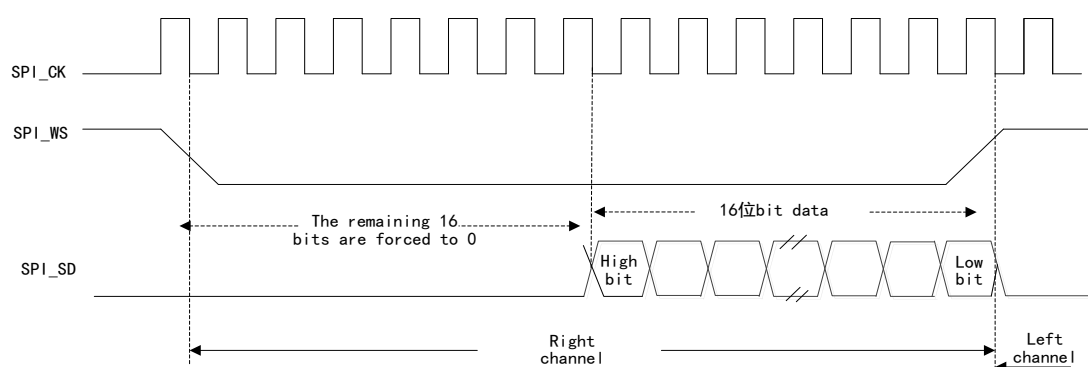 SPI_CK
SPI_WS
The remaining 16
bits are forced to 0
16位bit data
SPI_SD
High
bit
Low
bit
Right
channel
Left
channel